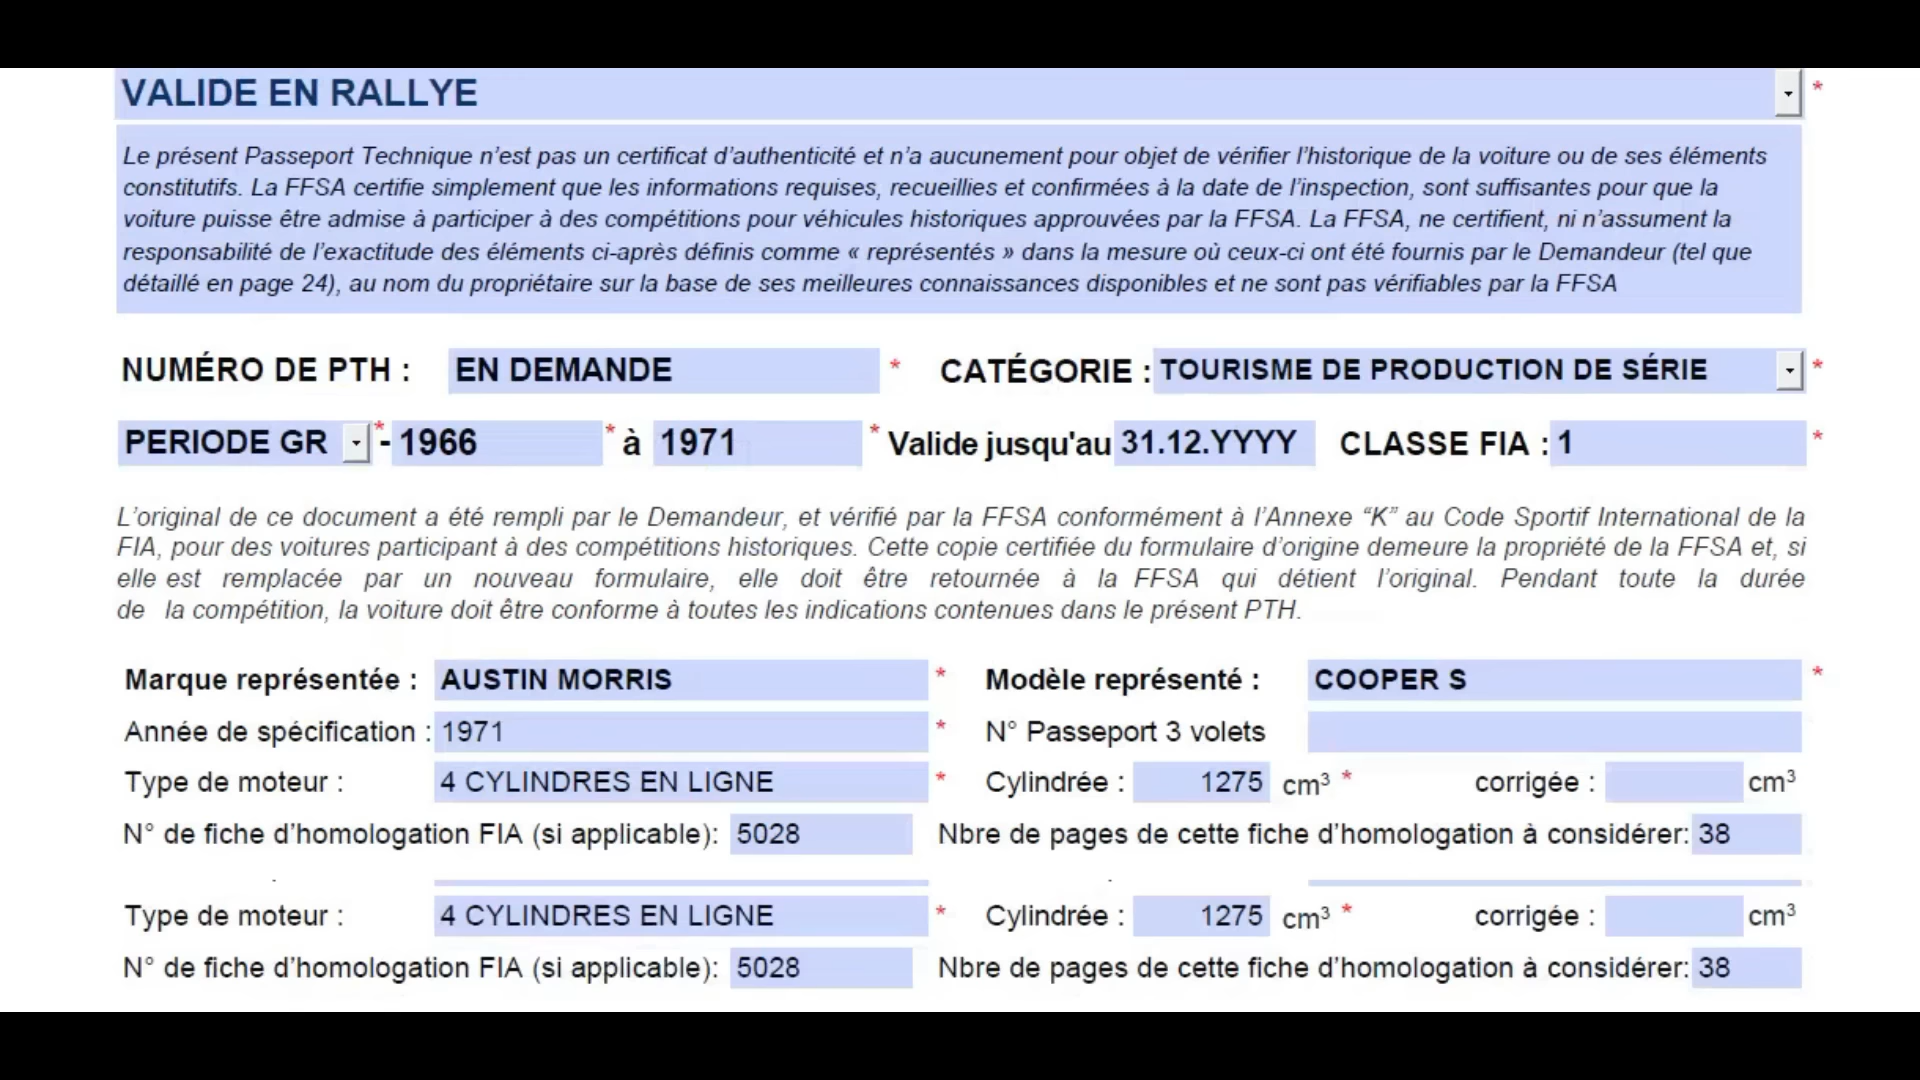 VALIDE EN RALLYE *
Le présent Passeport Technique n’est pas un certificat d’authenticité et n’a aucunement pour objet de vérifier l’historique de la voiture ou de ses éléments
constitutifs. La FFSA certifie simplement que les informations requises, recueillies et confirmées à la date de l’inspection, sont suffisantes pour que la
voiture puisse être admise à participer à des compétitions pour véhicules historiques approuvées par la FFSA. La FFSA, ne certifient, ni n’assument la
responsabilité de l’exactitude des éléments ci-après définis comme « représentés » dans la mesure où ceux-ci ont été fournis par le Demandeur (tel que
détaillé en page 24), au nom du propriétaire sur la base de ses meilleures connaissances disponibles et ne sont pas vérifiables par la FFSA
NUMÉRO DE PTH : EN DEMANDE * CATÉGORIE : TOURISME DE PRODUCTION DE SÉRIE *
PERIODE GR *- 1966 * à 1971 * Valide jusqu'au 31.12.YYYY CLASSE FIA : 1 *
L’original de ce document a été rempli par le Demandeur, et vérifié par la FFSA conformément à l’Annexe “K” au Code Sportif International de la
FIA, pour des voitures participant à des compétitions historiques. Cette copie certifiée du formulaire d’origine demeure la propriété de la FFSA et, si
elle est remplacée par un nouveau formulaire, elle doit être retournée à la FFSA qui détient l’original. Pendant toute la durée
de la compétition, la voiture doit être conforme à toutes les indications contenues dans le présent PTH.
Marque représentée : AUSTIN MORRIS * Modèle représenté : COOPER S *
Année de spécification : 1971 * N° Passeport 3 volets
Type de moteur : 4 CYLINDRES EN LIGNE * Cylindrée : 1275 cm³ * corrigée : cm³
N° de fiche d’homologation FIA (si applicable): 5028 Nbre de pages de cette fiche d’homologation à considérer: 38
Type de moteur : 4 CYLINDRES EN LIGNE * Cylindrée : 1275 cm³ * corrigée : cm³
N° de fiche d’homologation FIA (si applicable): 5028 Nbre de pages de cette fiche d’homologation à considérer: 38